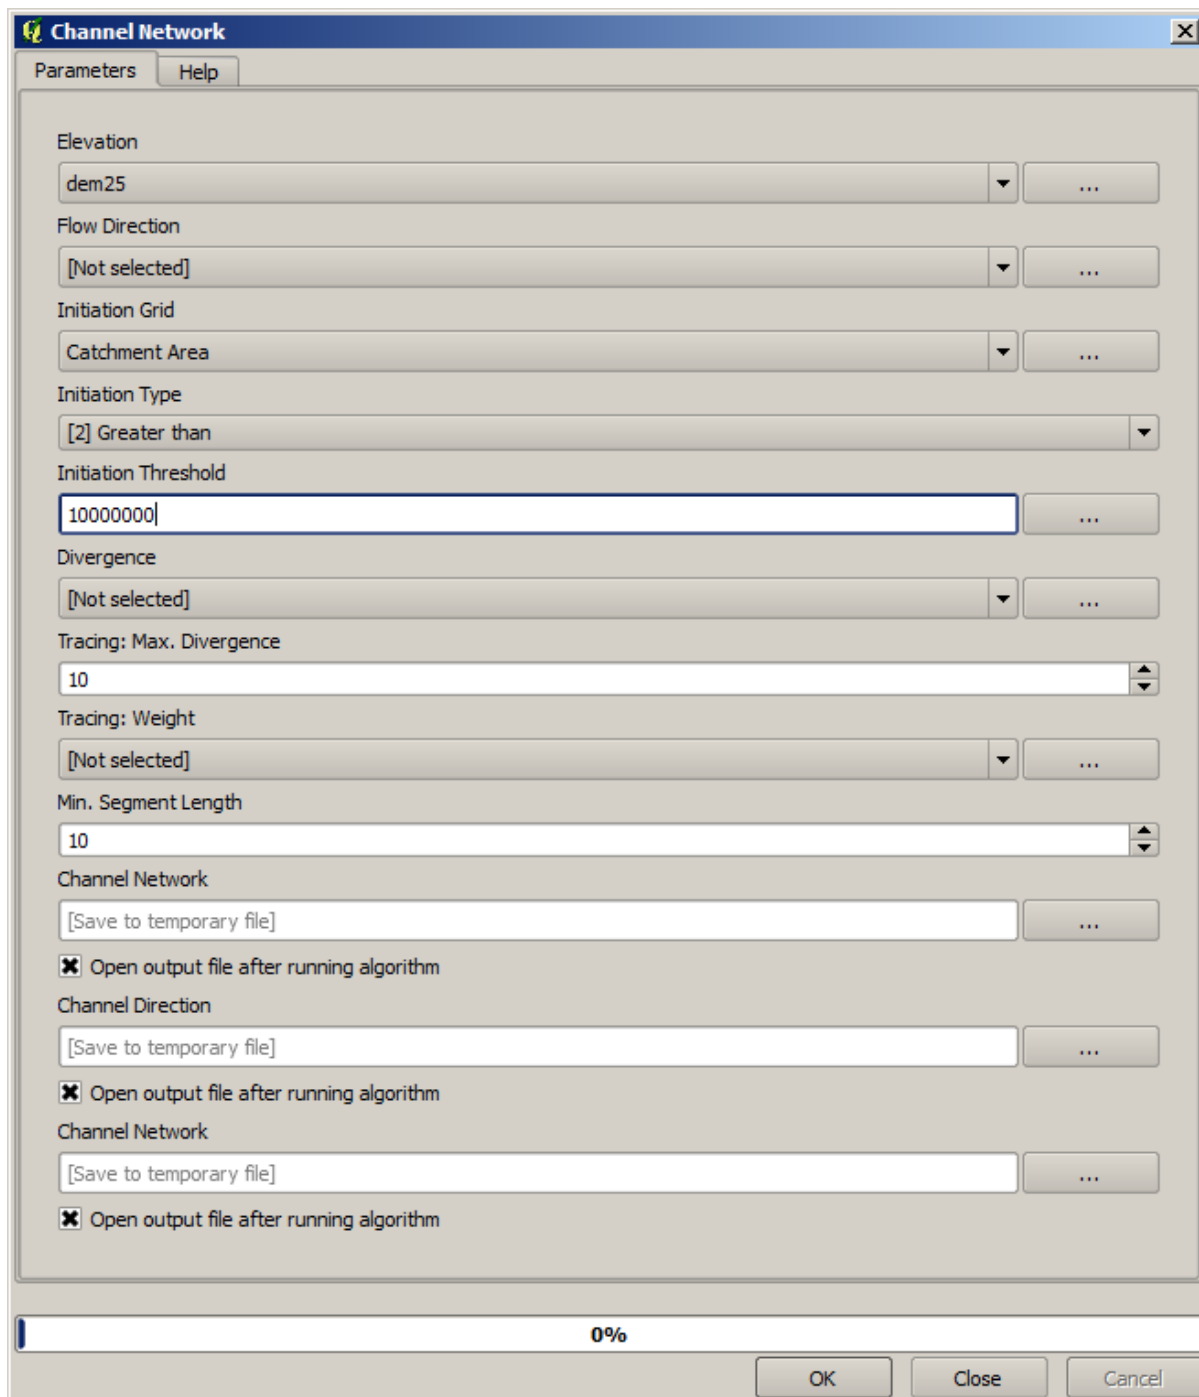 Channel Network
Parameters Help
Elevation
dem25 ...
Flow Direction
[Not selected] ...
Initiation Grid
Catchment Area ...
Initiation Type
[2] Greater than
Initiation Threshold
10000000 ...
Divergence
[Not selected] ...
Tracing: Max. Divergence
10
Tracing: Weight
[Not selected] ...
Min. Segment Length
10
Channel Network
[Save to temporary file] ...
Open output file after running algorithm
Channel Direction
[Save to temporary file] ...
Open output file after running algorithm
Channel Network
[Save to temporary file] ...
Open output file after running algorithm
0%
OK Close Cancel